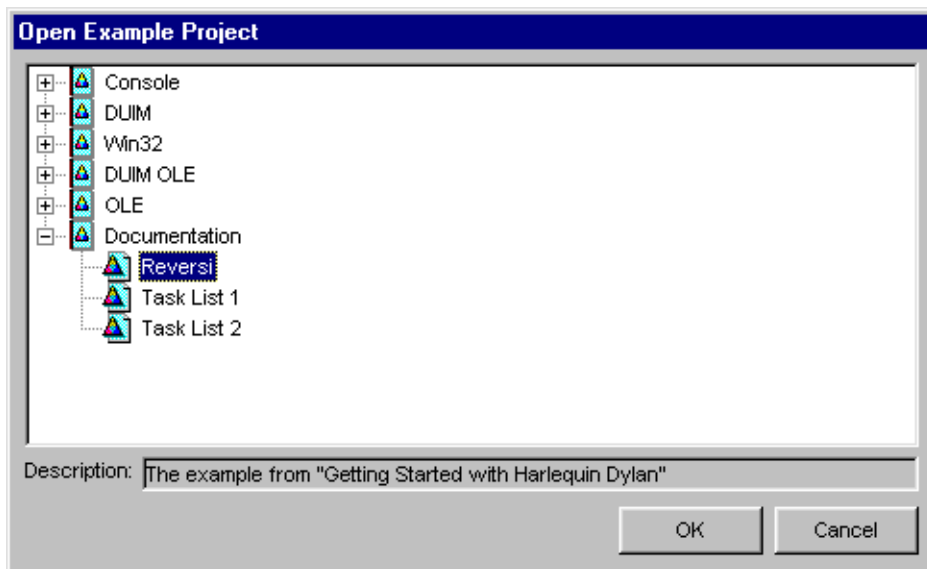 Open Example Project
Console
DUIM
Win32
DUIM OLE
OLE
Documentation
Reversi
Task List 1
Task List 2
Description: The example from "Getting Started with Harlequin Dylan"
OK Cancel